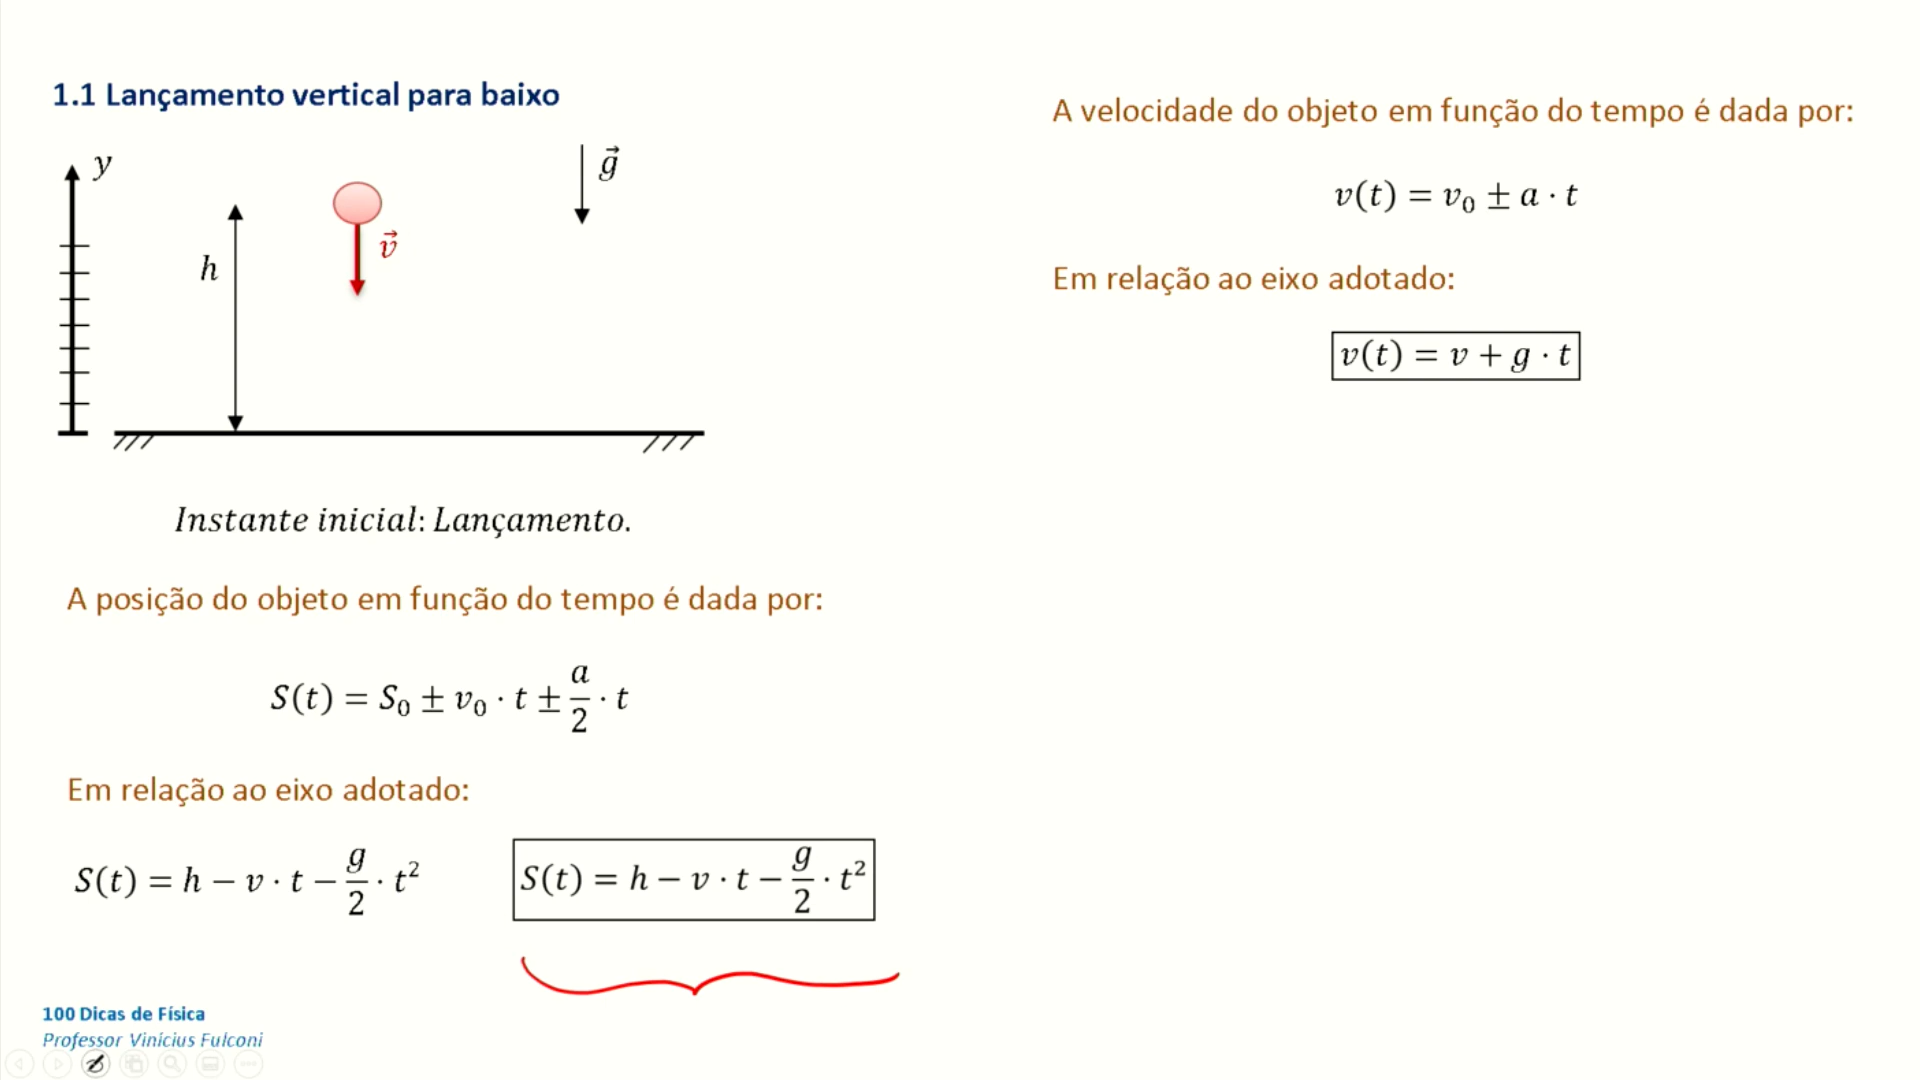 1.1 Lançamento vertical para baixo
y
h
v⃗
g⃗
Instante inicial: Lançamento.
A posição do objeto em função do tempo é dada por:
S(t) = S₀ ± v₀ · t ± a/2 · t
Em relação ao eixo adotado:
S(t) = h − v · t − g/2 · t²
S(t) = h − v · t − g/2 · t²
A velocidade do objeto em função do tempo é dada por:
v(t) = v₀ ± a · t
Em relação ao eixo adotado:
v(t) = v + g · t
100 Dicas de Física
Professor Vinícius Fulconi